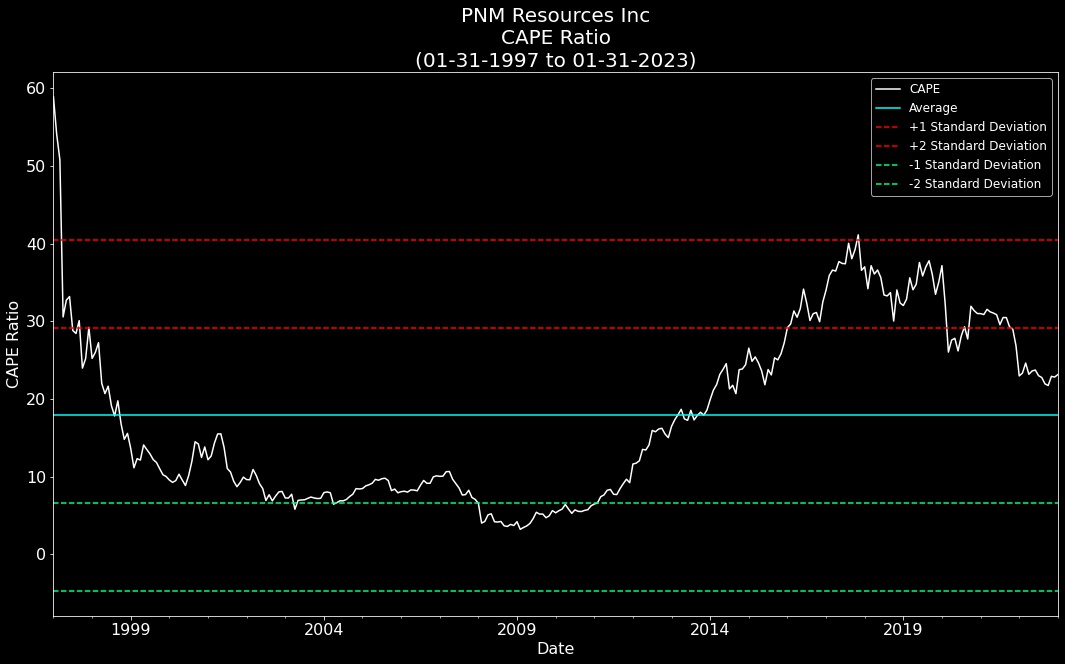 PNM Resources Inc
CAPE Ratio
(01-31-1997 to 01-31-2023)
CAPE
Average
+1 Standard Deviation
+2 Standard Deviation
-1 Standard Deviation
-2 Standard Deviation
60
50
40
30
20
10
0
CAPE Ratio
1999
2004
2009
2014
2019
Date